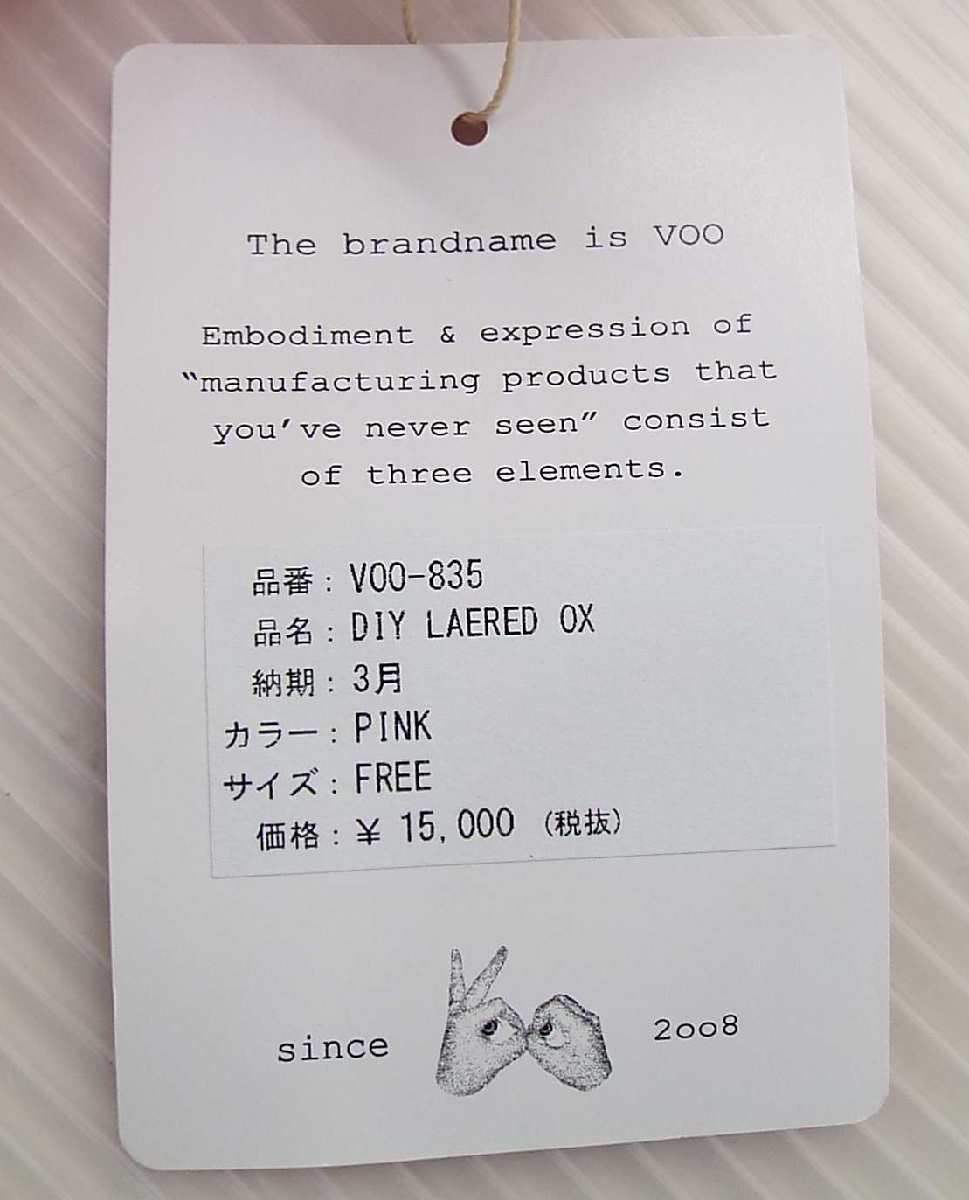 The brandname is VOO
Embodiment & expression of
“manufacturing products that
you've never seen” consist
of three elements.
品番: VOO-835
品名: DIY LAERED OX
納期: 3月
カラー: PINK
サイズ: FREE
価格: ¥ 15,000 (税抜)
since 2008